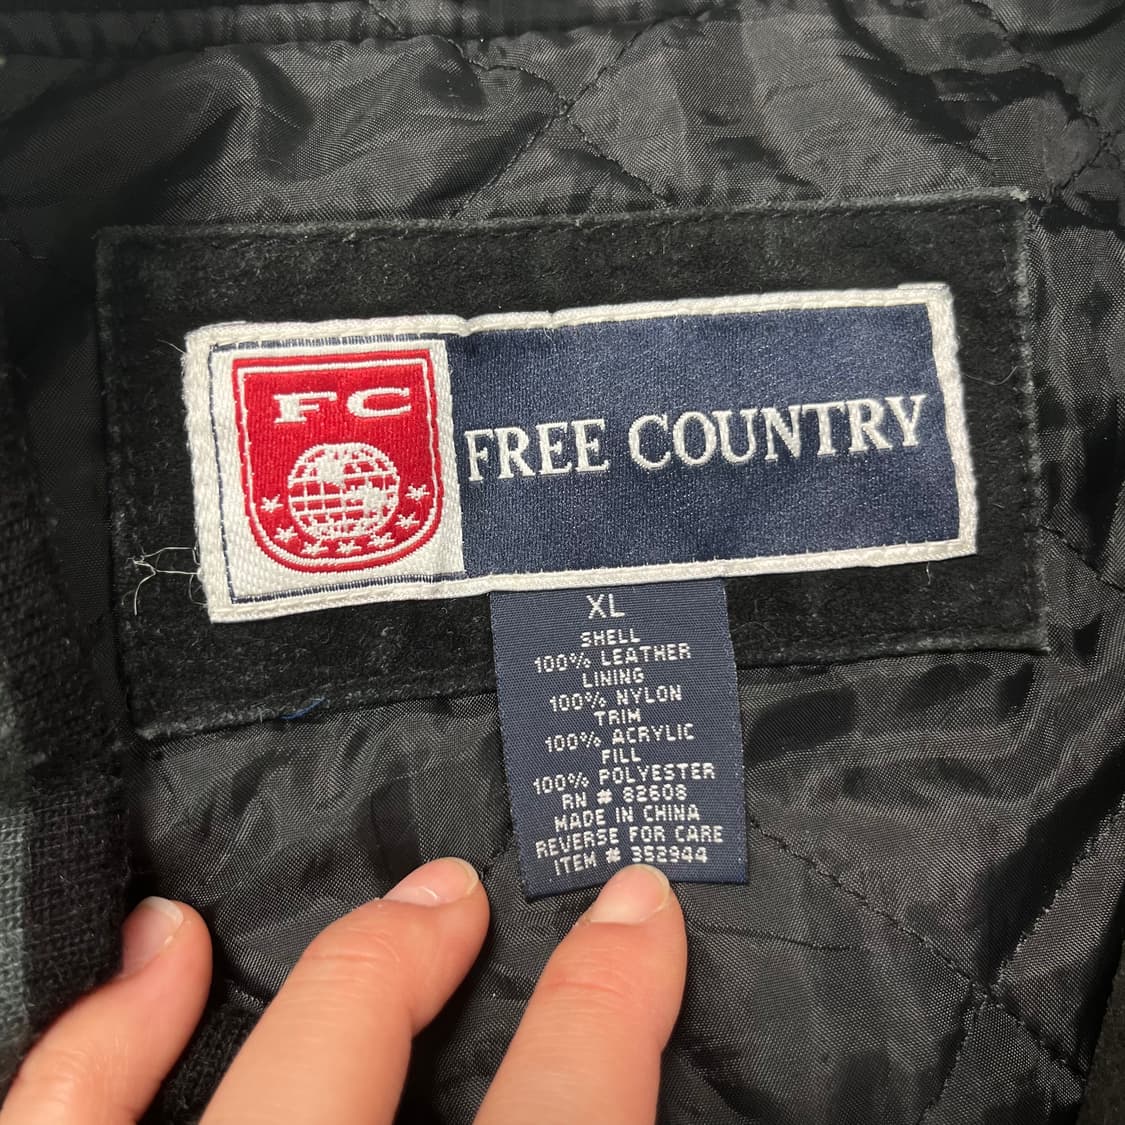 FC
FREE COUNTRY
XL
SHELL
100% LEATHER
LINING
100% NYLON
TRIM
100% ACRYLIC
FILL
100% POLYESTER
RN # 82608
MADE IN CHINA
REVERSE FOR CARE
ITEM # 352944